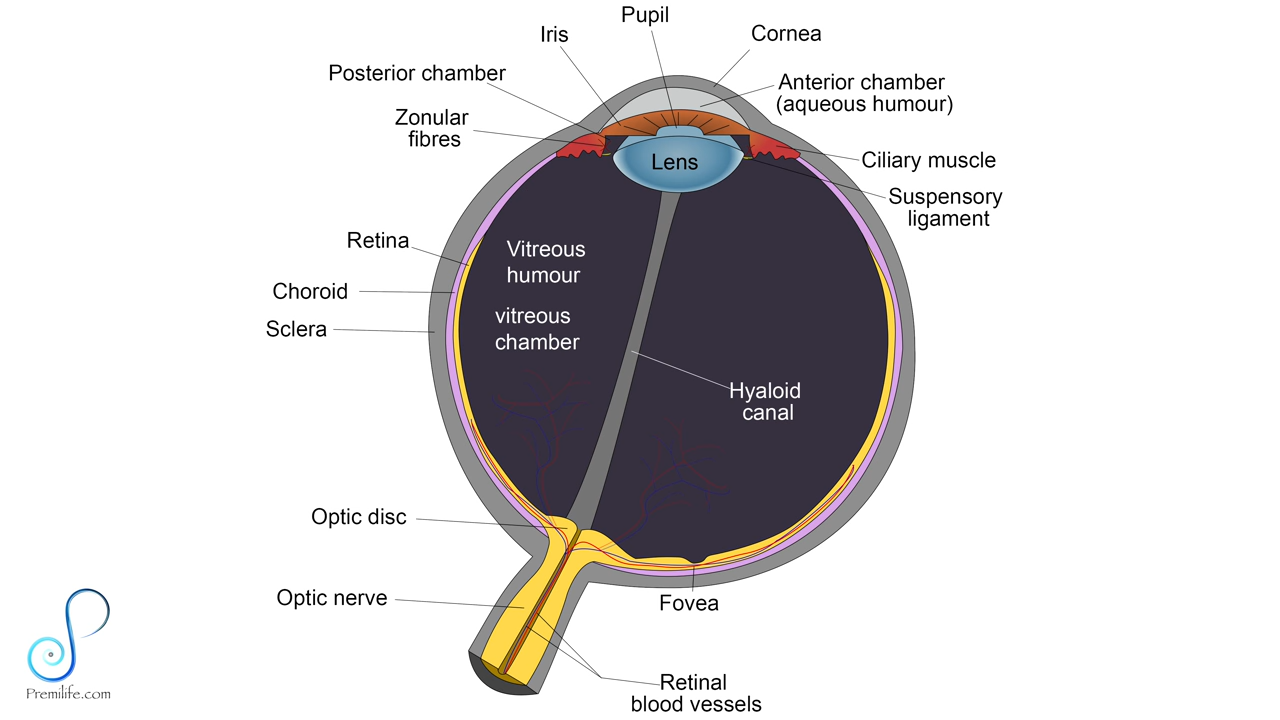 Pupil
Iris
Cornea
Posterior chamber
Anterior chamber
(aqueous humour)
Zonular
fibres
Lens
Ciliary muscle
Suspensory
ligament
Retina
Vitreous
humour
Choroid
vitreous
chamber
Sclera
Hyaloid
canal
Optic disc
Optic nerve
Fovea
Retinal
blood vessels
Premilife.com